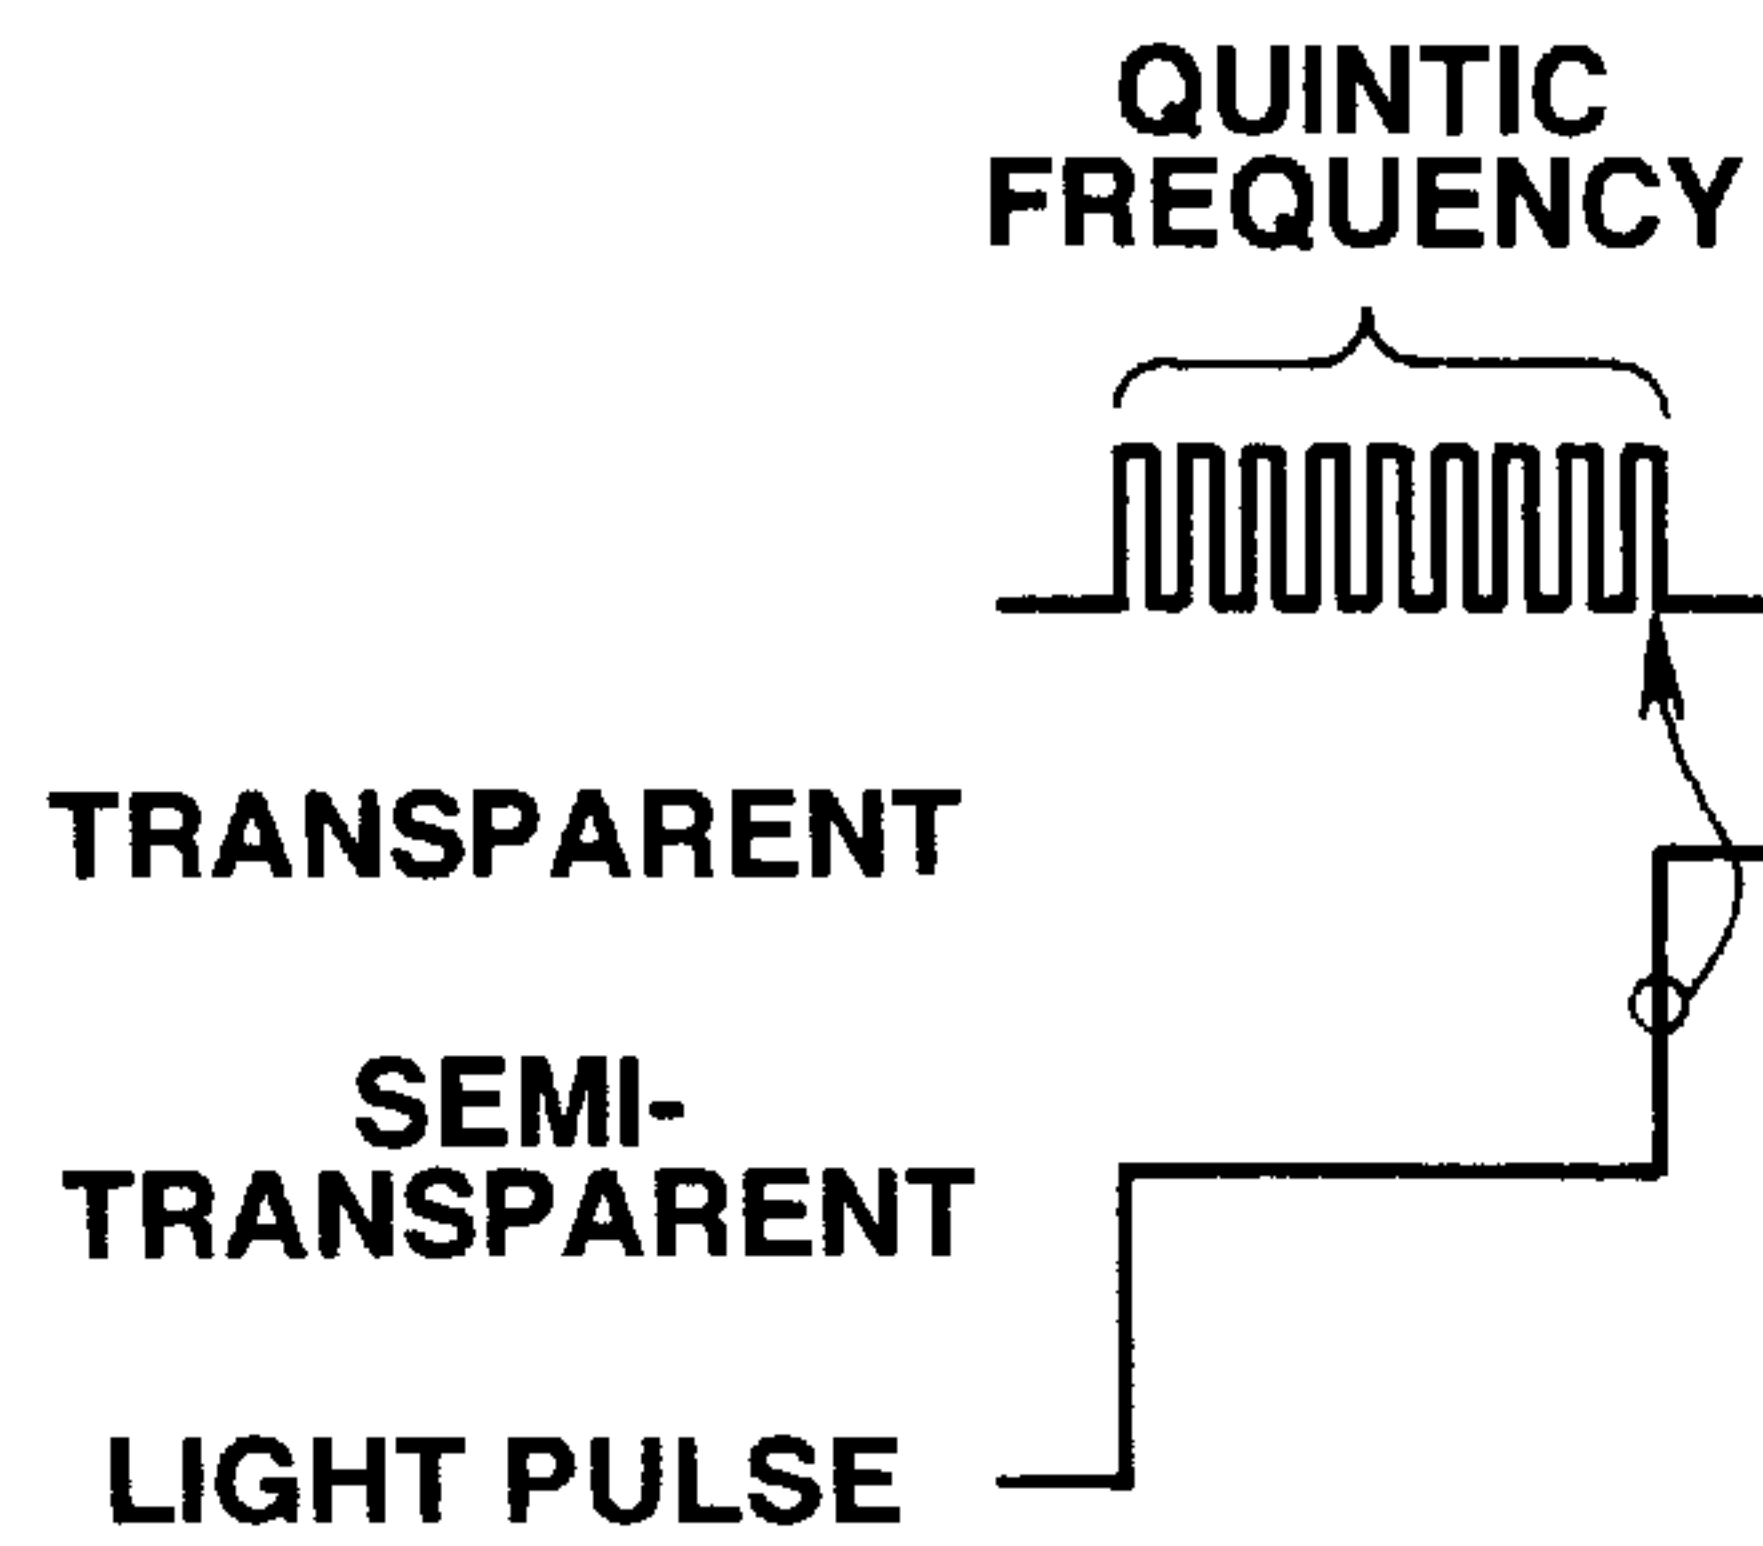 QUINTIC
FREQUENCY
TRANSPARENT
SEMI-
TRANSPARENT
LIGHT PULSE